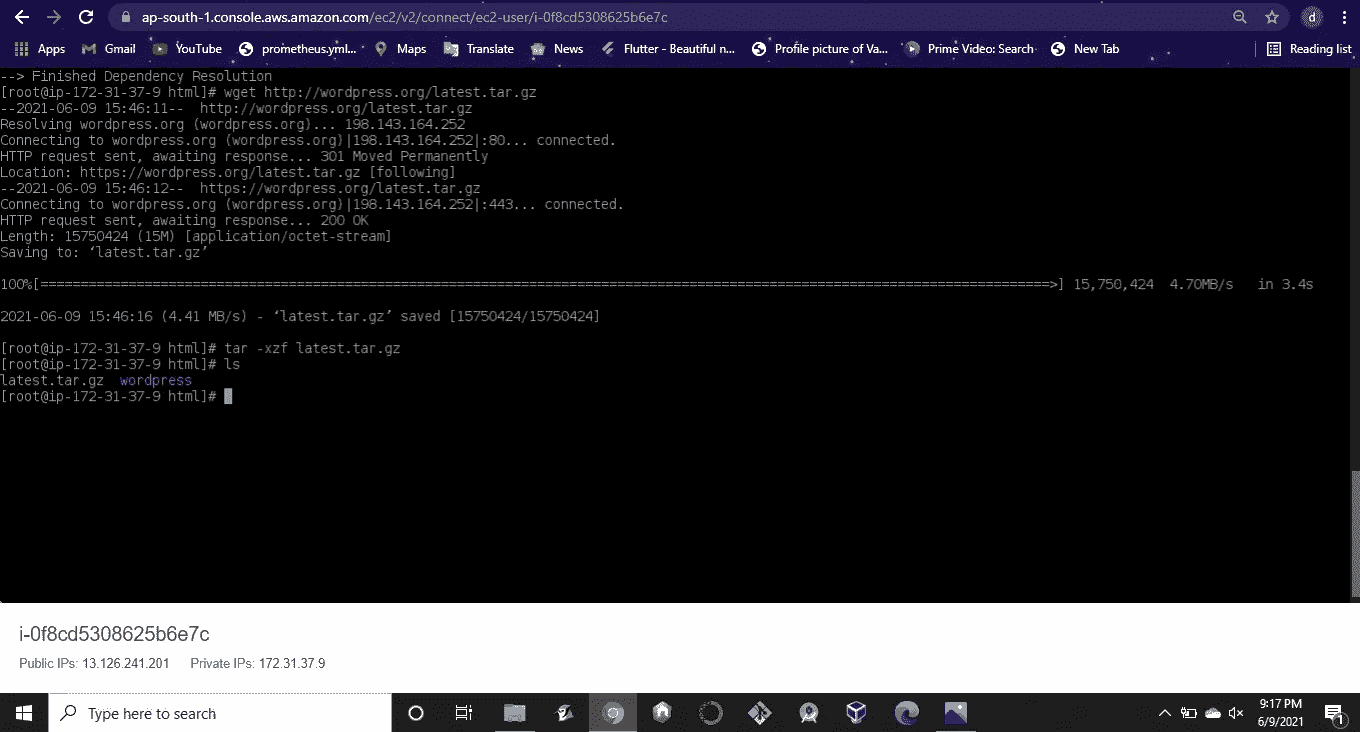 ap-south-1.console.aws.amazon.com/ec2/v2/connect/ec2-user/i-0f8cd5308625b6e7c
d
Apps Gmail YouTube prometheus.yml... Maps Translate News Flutter - Beautiful n... Profile picture of Va... Prime Video: Search New Tab Reading list
--> Finished Dependency Resolution
[root@ip-172-31-37-9 html]# wget http://wordpress.org/latest.tar.gz
--2021-06-09 15:46:11-- http://wordpress.org/latest.tar.gz
Resolving wordpress.org (wordpress.org)... 198.143.164.252
Connecting to wordpress.org (wordpress.org)|198.143.164.252|:80... connected.
HTTP request sent, awaiting response... 301 Moved Permanently
Location: https://wordpress.org/latest.tar.gz [following]
--2021-06-09 15:46:12-- https://wordpress.org/latest.tar.gz
Connecting to wordpress.org (wordpress.org)|198.143.164.252|:443... connected.
HTTP request sent, awaiting response... 200 OK
Length: 15750424 (15M) [application/octet-stream]
Saving to: ‘latest.tar.gz’
100%[==============================================================================================================================>] 15,750,424 4.70MB/s in 3.4s
2021-06-09 15:46:16 (4.41 MB/s) - ‘latest.tar.gz’ saved [15750424/15750424]
[root@ip-172-31-37-9 html]# tar -xzf latest.tar.gz
[root@ip-172-31-37-9 html]# ls
latest.tar.gz wordpress
[root@ip-172-31-37-9 html]#
i-0f8cd5308625b6e7c
Public IPs: 13.126.241.201 Private IPs: 172.31.37.9
Type here to search
9:17 PM
6/9/2021
1